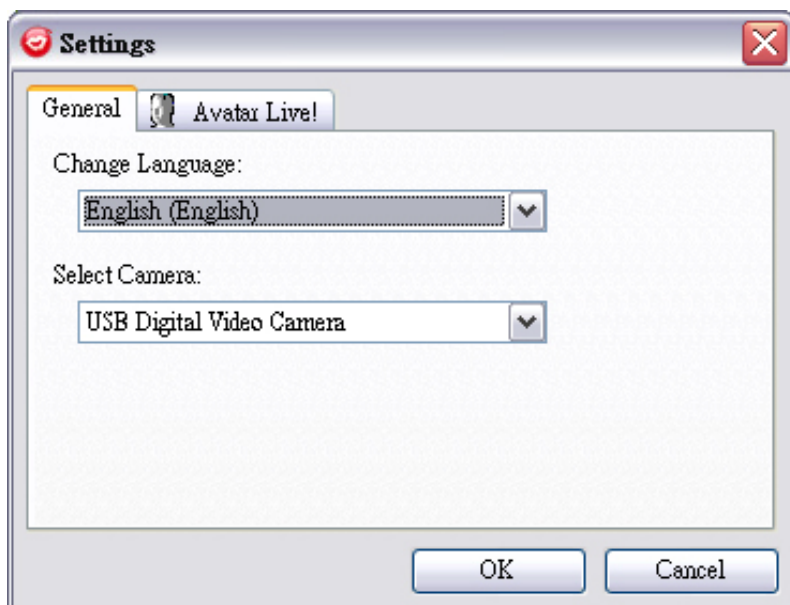 Settings
General
Avatar Live!
Change Language:
English (English)
Select Camera:
USB Digital Video Camera
OK
Cancel